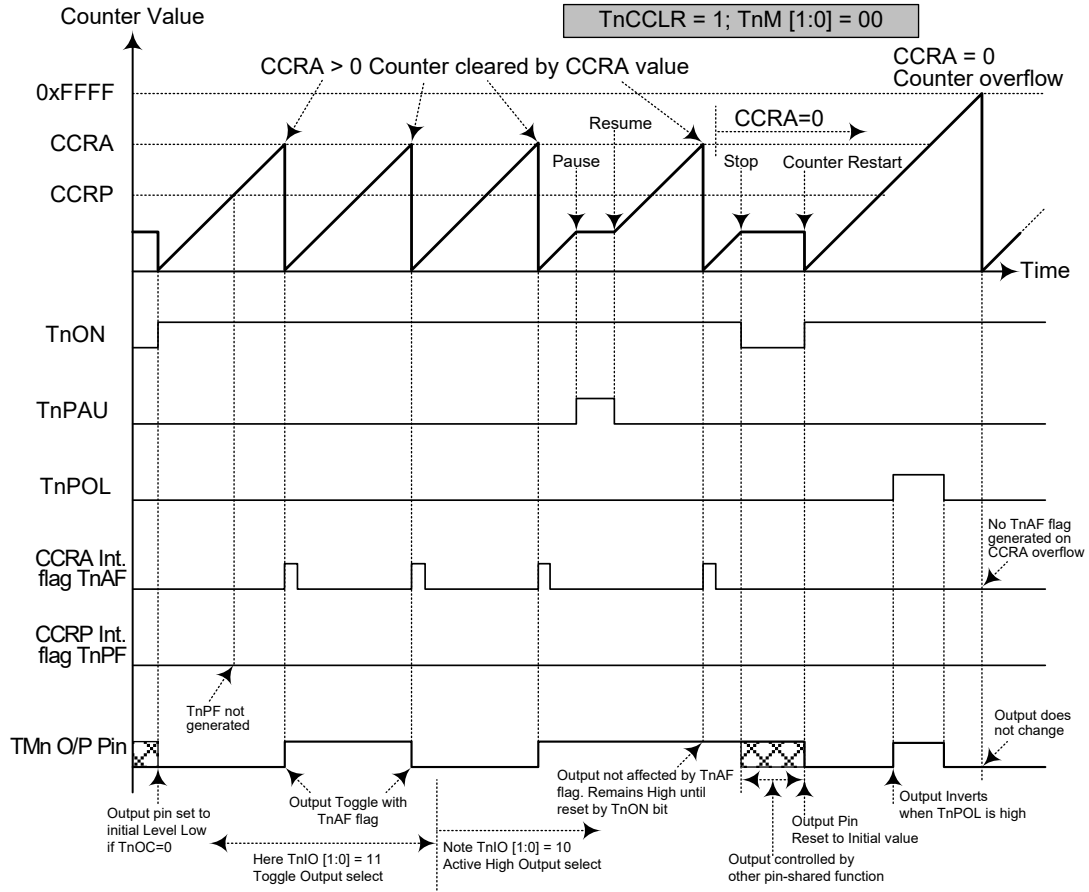 Counter Value
TnCCLR = 1; TnM [1:0] = 00
CCRA > 0 Counter cleared by CCRA value
CCRA = 0
Counter overflow
0xFFFF
CCRA
CCRP
Resume
CCRA=0
Pause
Stop
Counter Restart
Time
TnON
TnPAU
TnPOL
No TnAF flag
generated on
CCRA overflow
CCRA Int.
flag TnAF
CCRP Int.
flag TnPF
TnPF not
generated
TMn O/P Pin
Output does
not change
Output pin set to
initial Level Low
if TnOC=0
Output Toggle with
TnAF flag
Output not affected by TnAF
flag. Remains High until
reset by TnON bit
Output Inverts
when TnPOL is high
Output Pin
Reset to Initial value
Here TnIO [1:0] = 11
Toggle Output select
Note TnIO [1:0] = 10
Active High Output select
Output controlled by
other pin-shared function